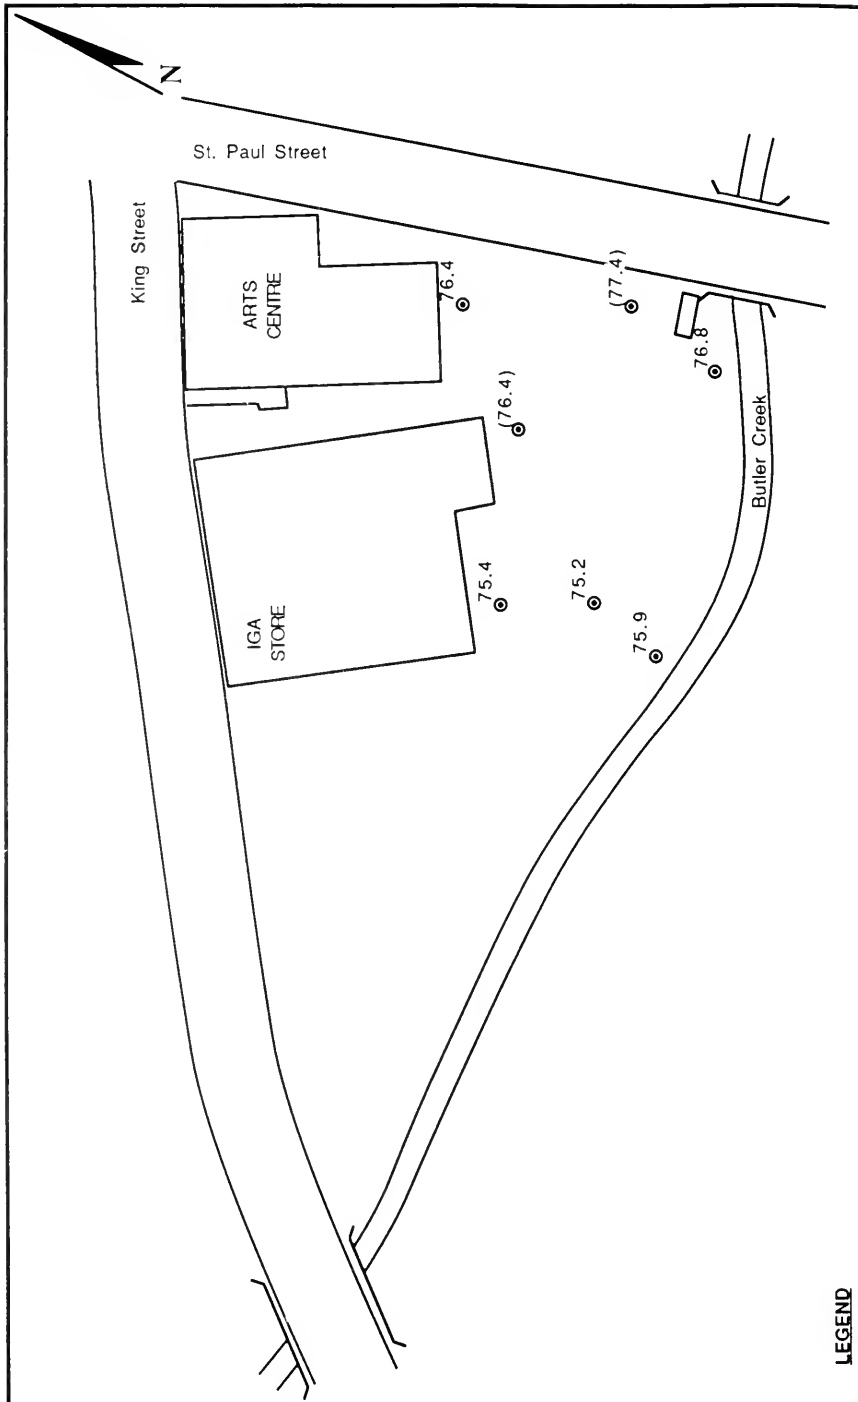 N
St. Paul Street
King Street
ARTS
CENTRE
76.4
(77.4)
76.8
(76.4)
Butler Creek
IGA
STORE
75.4
75.2
75.9
LEGEND